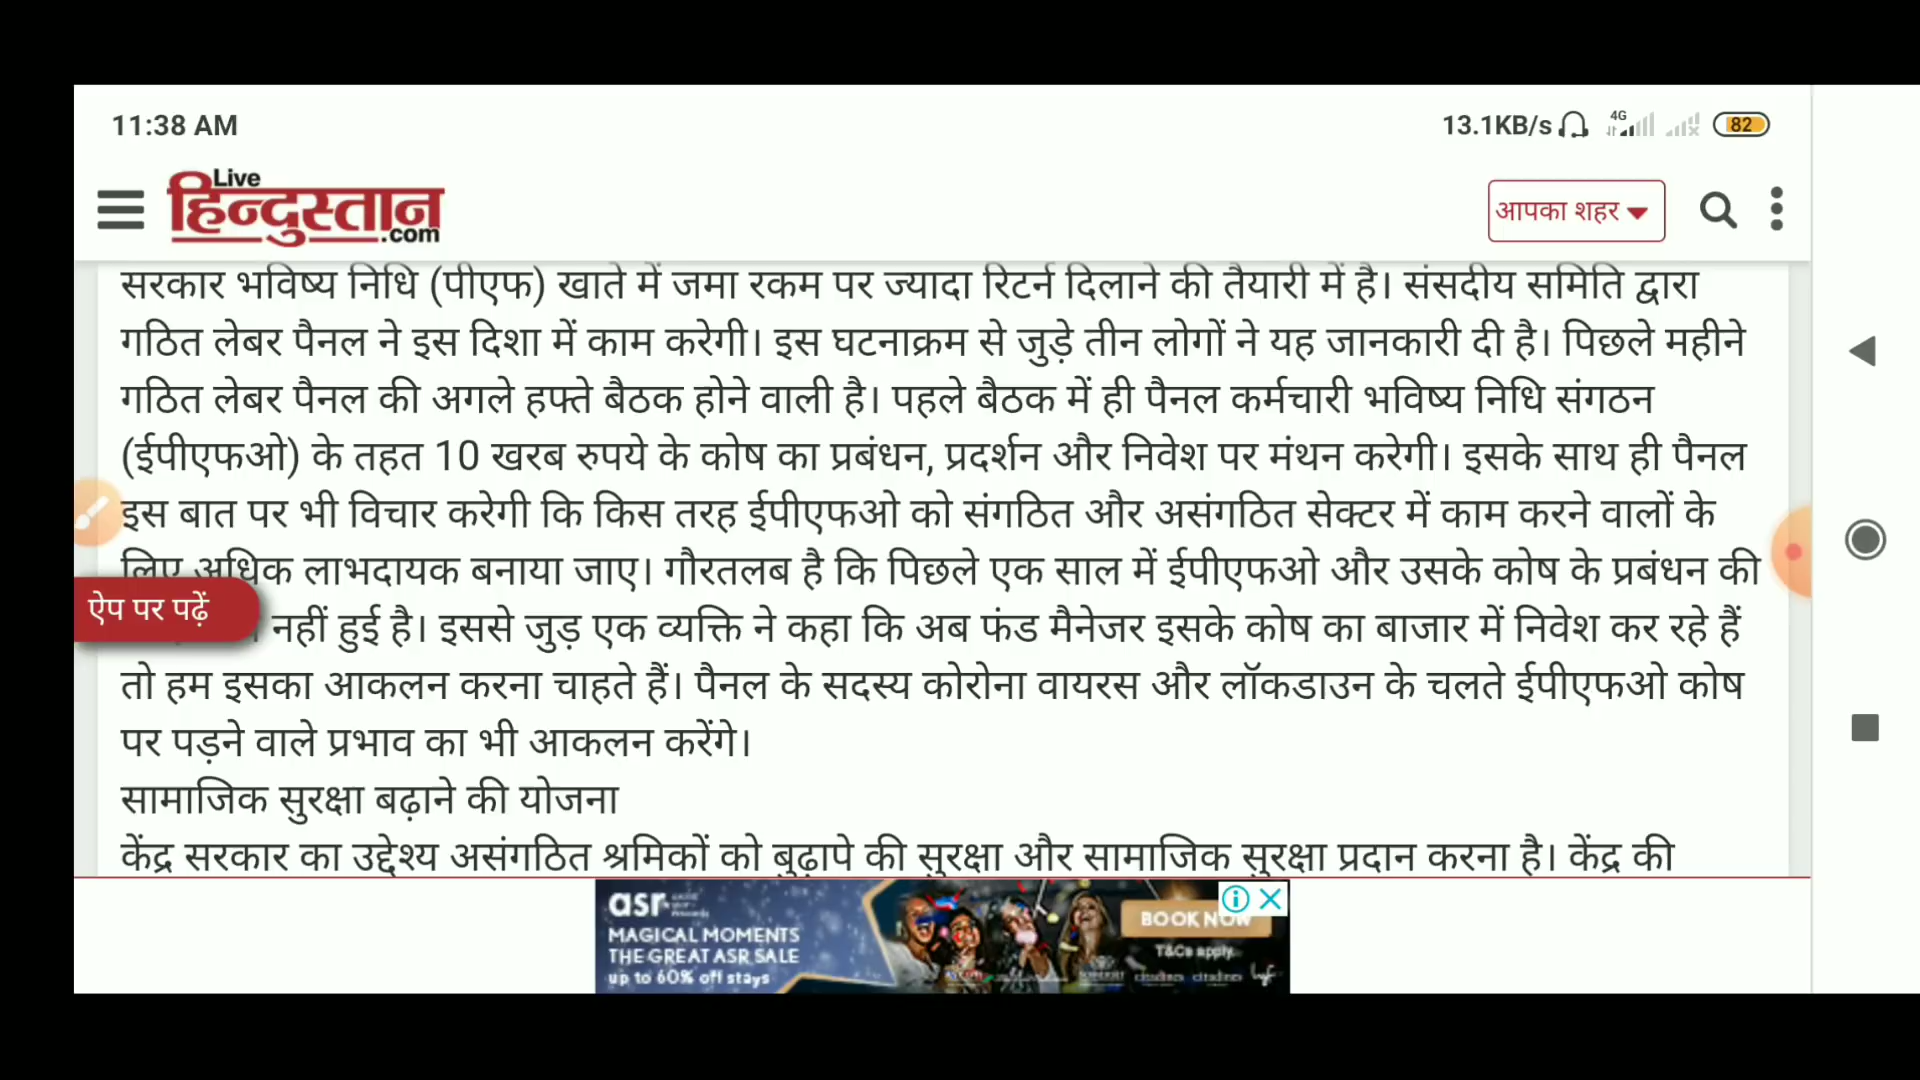 11:38 AM
13.1KB/s 4G 82
Live
हिन्दुस्तान
.com
आपका शहर
सरकार भविष्य निधि (पीएफ) खाते में जमा रकम पर ज्यादा रिटर्न दिलाने की तैयारी में है। संसदीय समिति द्वारा
गठित लेबर पैनल ने इस दिशा में काम करेगी। इस घटनाक्रम से जुड़े तीन लोगों ने यह जानकारी दी है। पिछले महीने
गठित लेबर पैनल की अगले हफ्ते बैठक होने वाली है। पहले बैठक में ही पैनल कर्मचारी भविष्य निधि संगठन
(ईपीएफओ) के तहत 10 खरब रुपये के कोष का प्रबंधन, प्रदर्शन और निवेश पर मंथन करेगी। इसके साथ ही पैनल
इस बात पर भी विचार करेगी कि किस तरह ईपीएफओ को संगठित और असंगठित सेक्टर में काम करने वालों के
लिए अधिक लाभदायक बनाया जाए। गौरतलब है कि पिछले एक साल में ईपीएफओ और उसके कोष के प्रबंधन की
ऐप पर पढ़ें
नहीं हुई है। इससे जुड़ एक व्यक्ति ने कहा कि अब फंड मैनेजर इसके कोष का बाजार में निवेश कर रहे हैं
तो हम इसका आकलन करना चाहते हैं। पैनल के सदस्य कोरोना वायरस और लॉकडाउन के चलते ईपीएफओ कोष
पर पड़ने वाले प्रभाव का भी आकलन करेंगे।
सामाजिक सुरक्षा बढ़ाने की योजना
केंद्र सरकार का उद्देश्य असंगठित श्रमिकों को बुढ़ापे की सुरक्षा और सामाजिक सुरक्षा प्रदान करना है। केंद्र की
asr
MAGICAL MOMENTS
THE GREAT ASR SALE
up to 60% off stays
BOOK NOW
T&Cs apply.
SOMERSET citadines citadines lyf